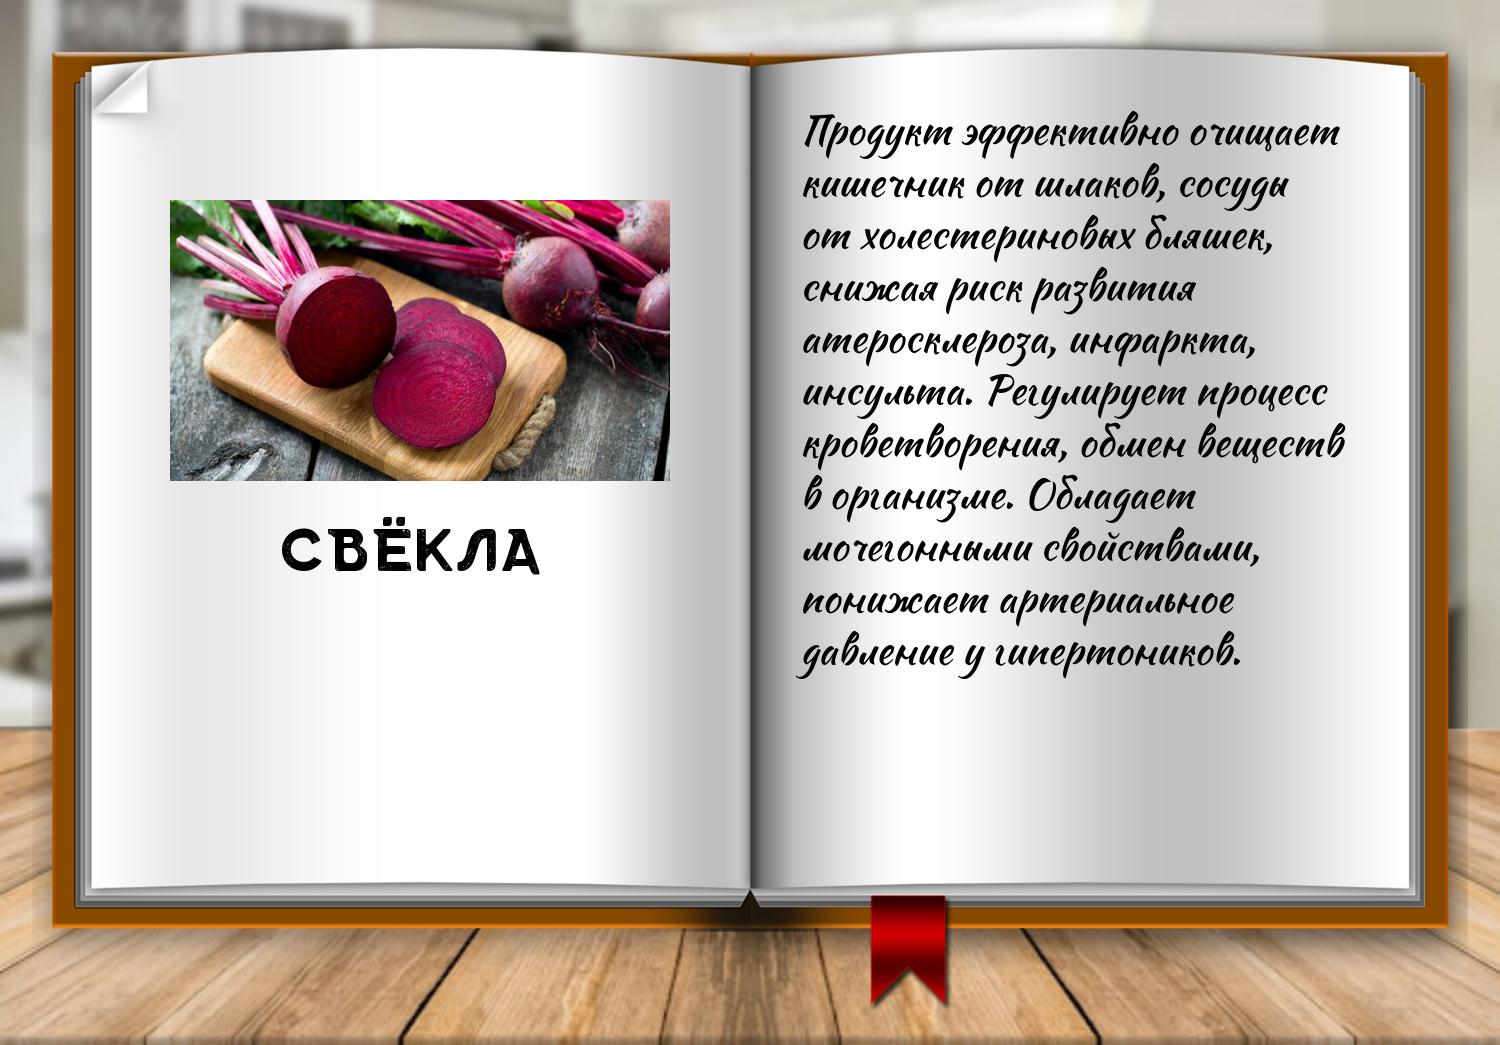 СВЁКЛА
Продукт эффективно очищает
кишечник от шлаков, сосуды
от холестериновых бляшек,
снижая риск развития
атеросклероза, инфаркта,
инсульта. Регулирует процесс
кроветворения, обмен веществ
в организме. Обладает
мочегонными свойствами,
понижает артериальное
давление у гипертоников.